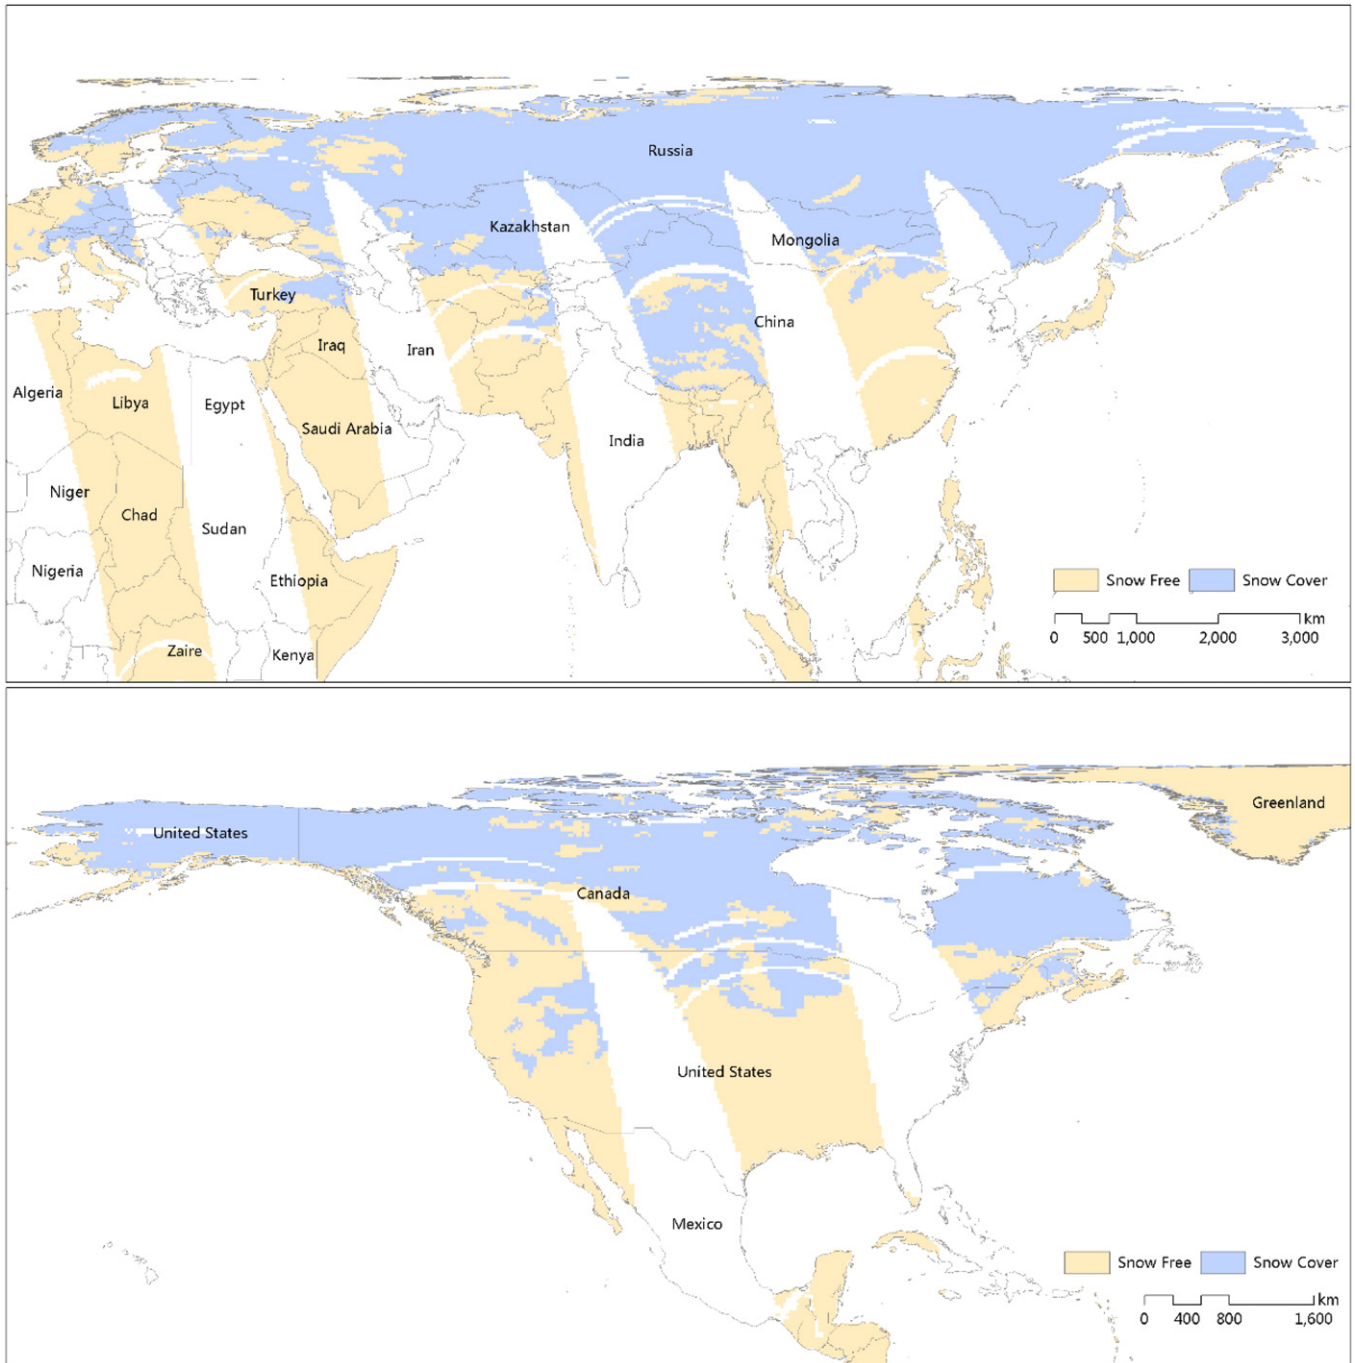 Russia
Kazakhstan
Mongolia
Turkey
China
Iraq
Iran
Algeria
Libya
Egypt
Saudi Arabia
India
Niger
Chad
Sudan
Nigeria
Ethiopia
Snow Free
Snow Cover
km
0 500 1,000 2,000 3,000
Zaire
Kenya
Greenland
United States
Canada
United States
Mexico
Snow Free
Snow Cover
km
0 400 800 1,600